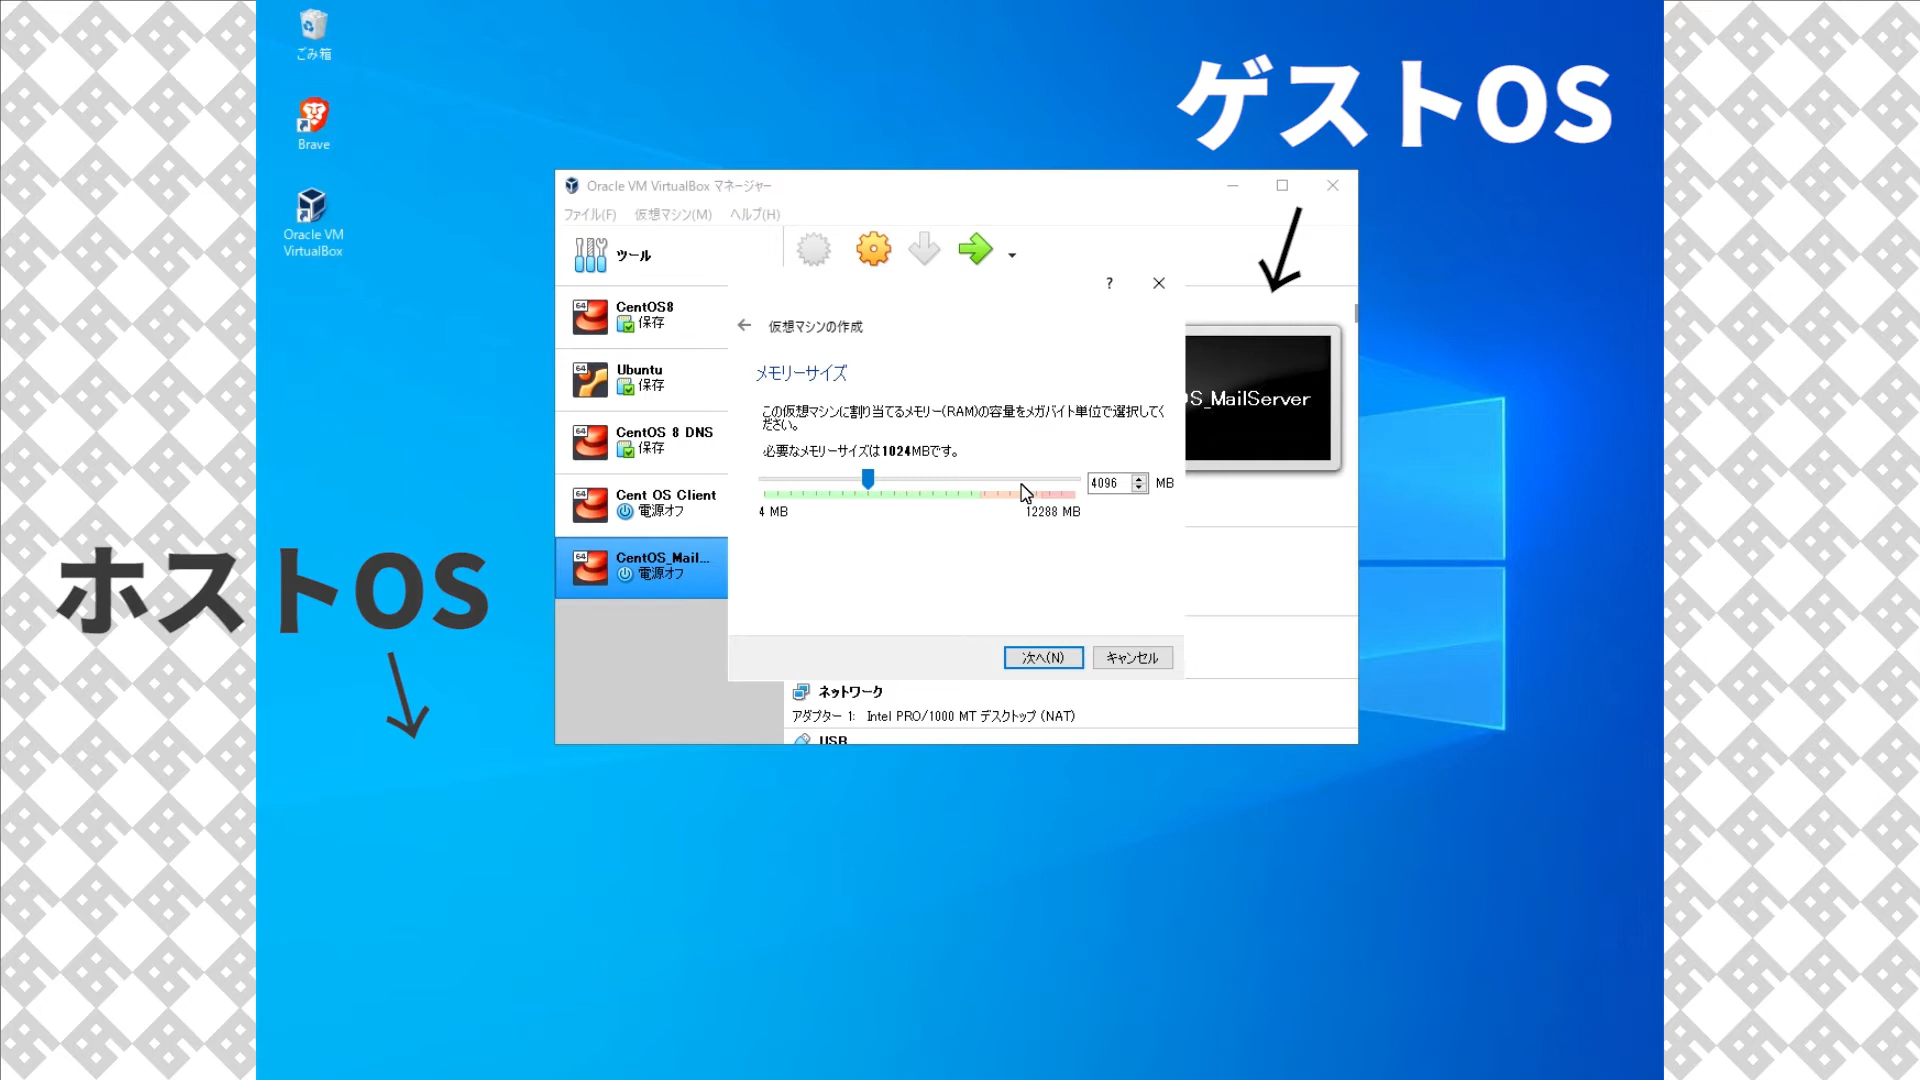 ごみ箱
Brave
Oracle VM
VirtualBox
ゲストOS
ホストOS
Oracle VM VirtualBox マネージャー
ファイル(F) 仮想マシン(M) ヘルプ(H)
ツール
64
CentOS8
保存
64
Ubuntu
保存
64
CentOS 8 DNS
保存
64
Cent OS Client
電源オフ
64
CentOS_Mail...
電源オフ
?
仮想マシンの作成
メモリーサイズ
この仮想マシンに割り当てるメモリー(RAM)の容量をメガバイト単位で選択してく
ださい。
必要なメモリーサイズは1024MBです。
4096 MB
4 MB 12288 MB
次へ(N) キャンセル
S_MailServer
ネットワーク
アダプター 1: Intel PRO/1000 MT デスクトップ (NAT)
USB